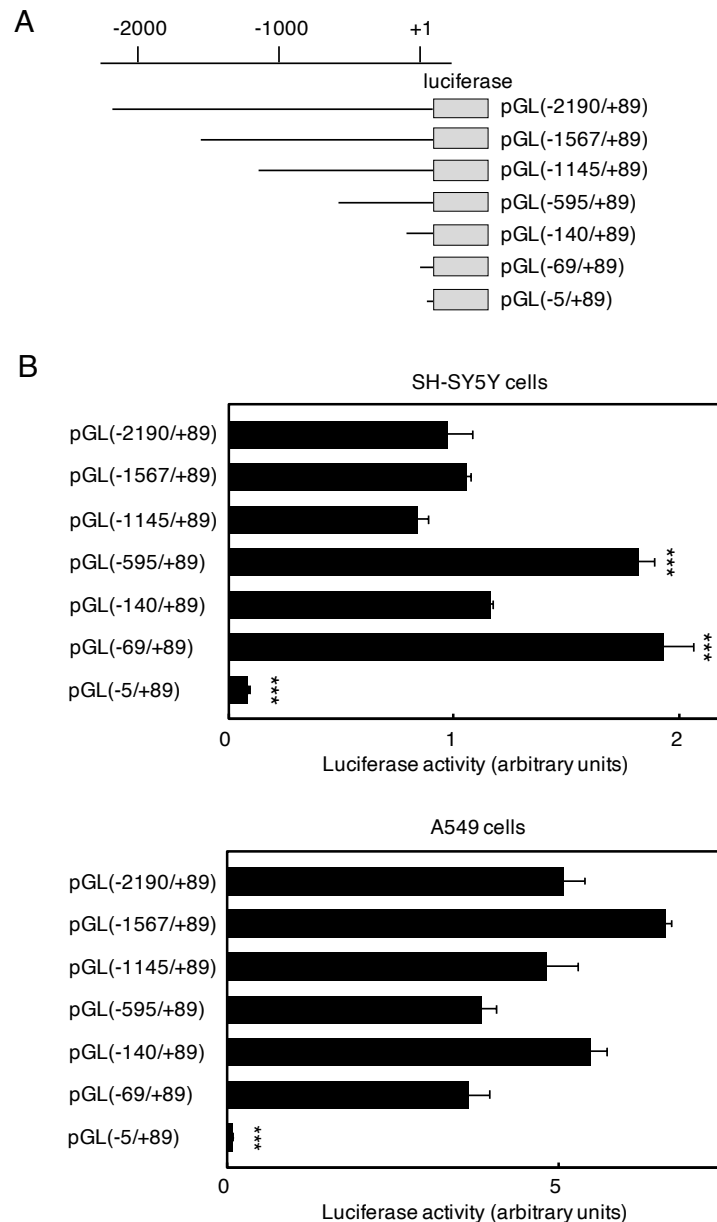 A
-2000 -1000 +1
luciferase
pGL(-2190/+89)
pGL(-1567/+89)
pGL(-1145/+89)
pGL(-595/+89)
pGL(-140/+89)
pGL(-69/+89)
pGL(-5/+89)
B
SH-SY5Y cells
pGL(-2190/+89)
pGL(-1567/+89)
pGL(-1145/+89)
pGL(-595/+89) ***
pGL(-140/+89)
pGL(-69/+89) ***
pGL(-5/+89) ***
0 1 2
Luciferase activity (arbitrary units)
A549 cells
pGL(-2190/+89)
pGL(-1567/+89)
pGL(-1145/+89)
pGL(-595/+89)
pGL(-140/+89)
pGL(-69/+89)
pGL(-5/+89) ***
0 5
Luciferase activity (arbitrary units)